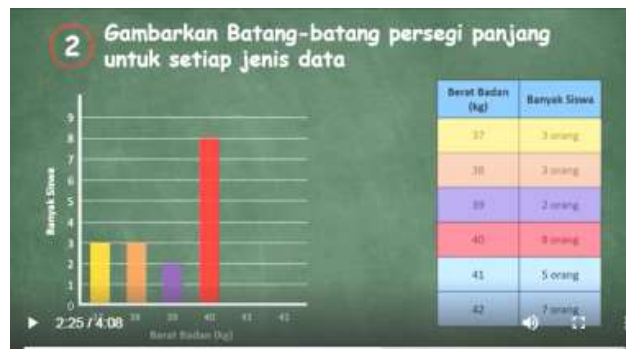 2 Gambarkan Batang-batang persegi panjang
untuk setiap jenis data
Berat Badan
(kg)
Banyak Siswa
37 3 orang
38 3 orang
39 2 orang
40 8 orang
41 5 orang
42 7 orang
Banyak Siswa
9
8
7
6
5
4
3
2
1
0
38 39 40 41 42
Berat Badan (kg)
2:25 / 4:08